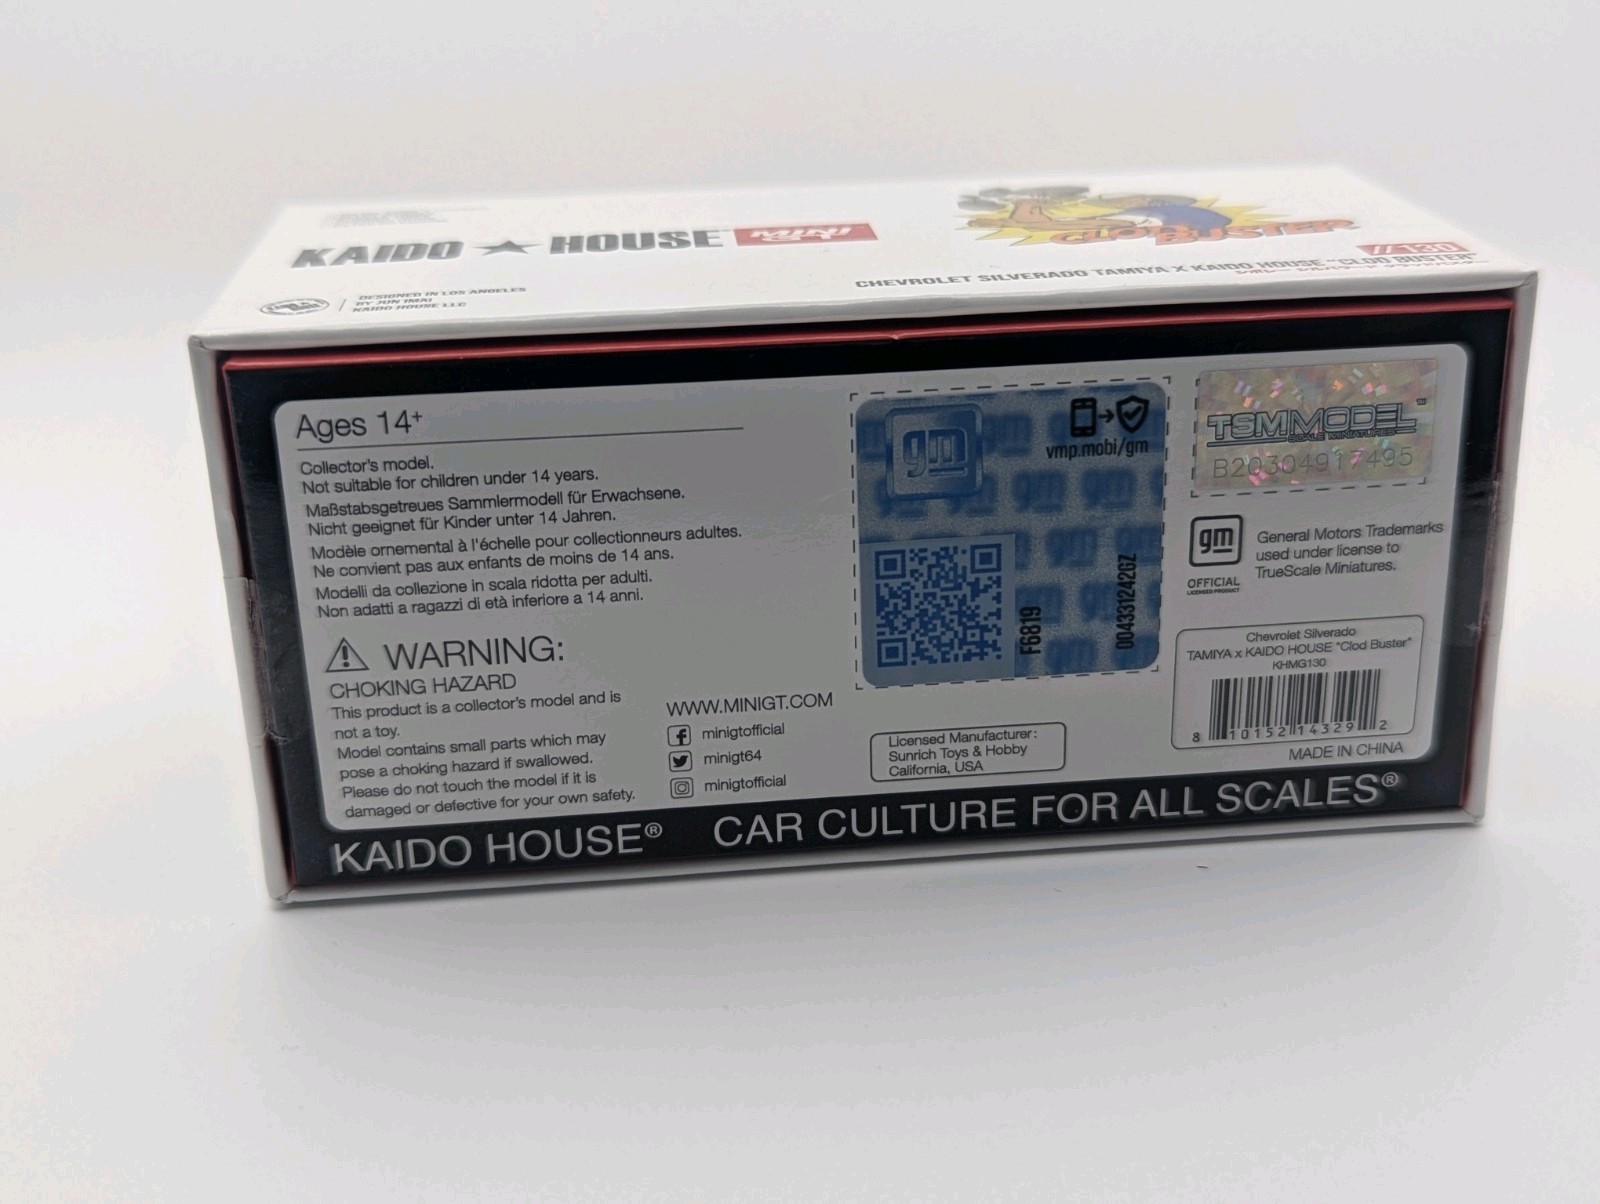 KAIDO ★ HOUSE MINI GT
CLOD BUSTER
DESIGNED IN LOS ANGELES
BY JUN IMAI
KAIDO HOUSE LLC
//130
CHEVROLET SILVERADO TAMIYA X KAIDO HOUSE "CLOD BUSTER"
Ages 14+
Collector's model.
Not suitable for children under 14 years.
Maßstabsgetreues Sammlermodell für Erwachsene.
Nicht geeignet für Kinder unter 14 Jahren.
Modèle ornemental à l'échelle pour collectionneurs adultes.
Ne convient pas aux enfants de moins de 14 ans.
Modelli da collezione in scala ridotta per adulti.
Non adatti a ragazzi di età inferiore a 14 anni.
WARNING:
CHOKING HAZARD
This product is a collector's model and is
not a toy.
Model contains small parts which may
pose a choking hazard if swallowed.
Please do not touch the model if it is
damaged or defective for your own safety.
WWW.MINIGT.COM
minigtofficial
minigt64
minigtofficial
gm
vmp.mobi/gm
F6819
004331242GZ
Licensed Manufacturer:
Sunrich Toys & Hobby
California, USA
TSMMODEL™
SCALE MINIATURES
B20304917495
gm
OFFICIAL
LICENSED PRODUCT
General Motors Trademarks
used under license to
TrueScale Miniatures.
Chevrolet Silverado
TAMIYA x KAIDO HOUSE "Clod Buster"
KHMG130
8 10152 14329 2
MADE IN CHINA
KAIDO HOUSE® CAR CULTURE FOR ALL SCALES®